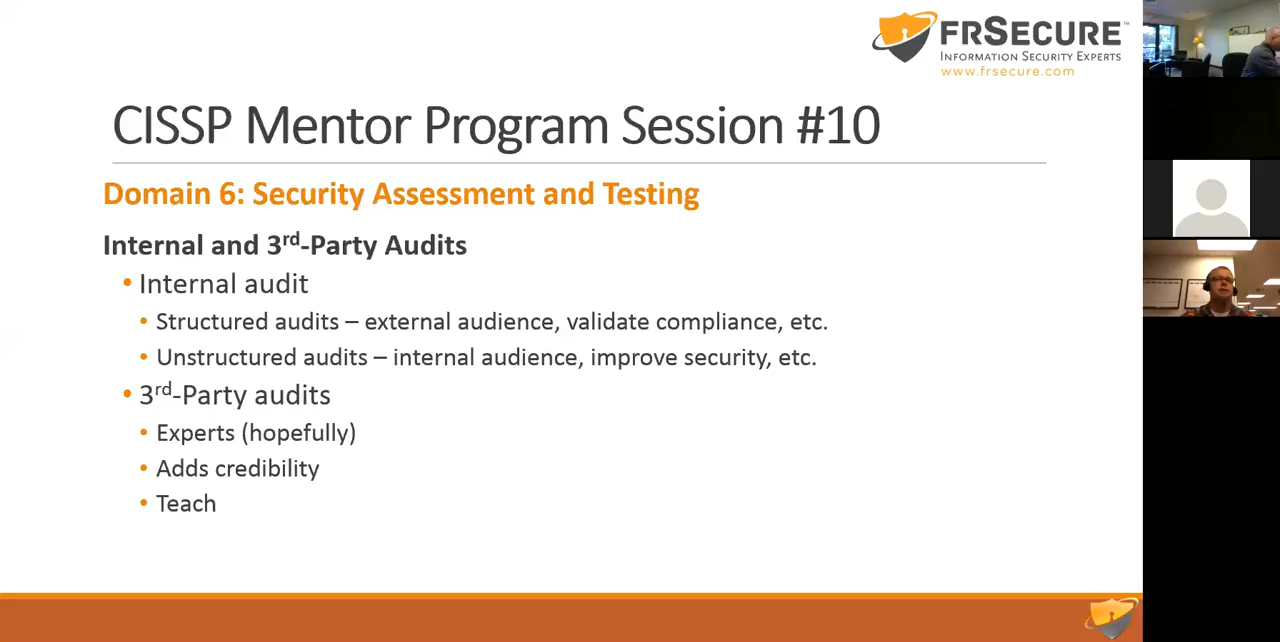 FRSECURE™
INFORMATION SECURITY EXPERTS
www.frsecure.com
CISSP Mentor Program Session #10
Domain 6: Security Assessment and Testing
Internal and 3rd-Party Audits
• Internal audit
• Structured audits – external audience, validate compliance, etc.
• Unstructured audits – internal audience, improve security, etc.
• 3rd-Party audits
• Experts (hopefully)
• Adds credibility
• Teach